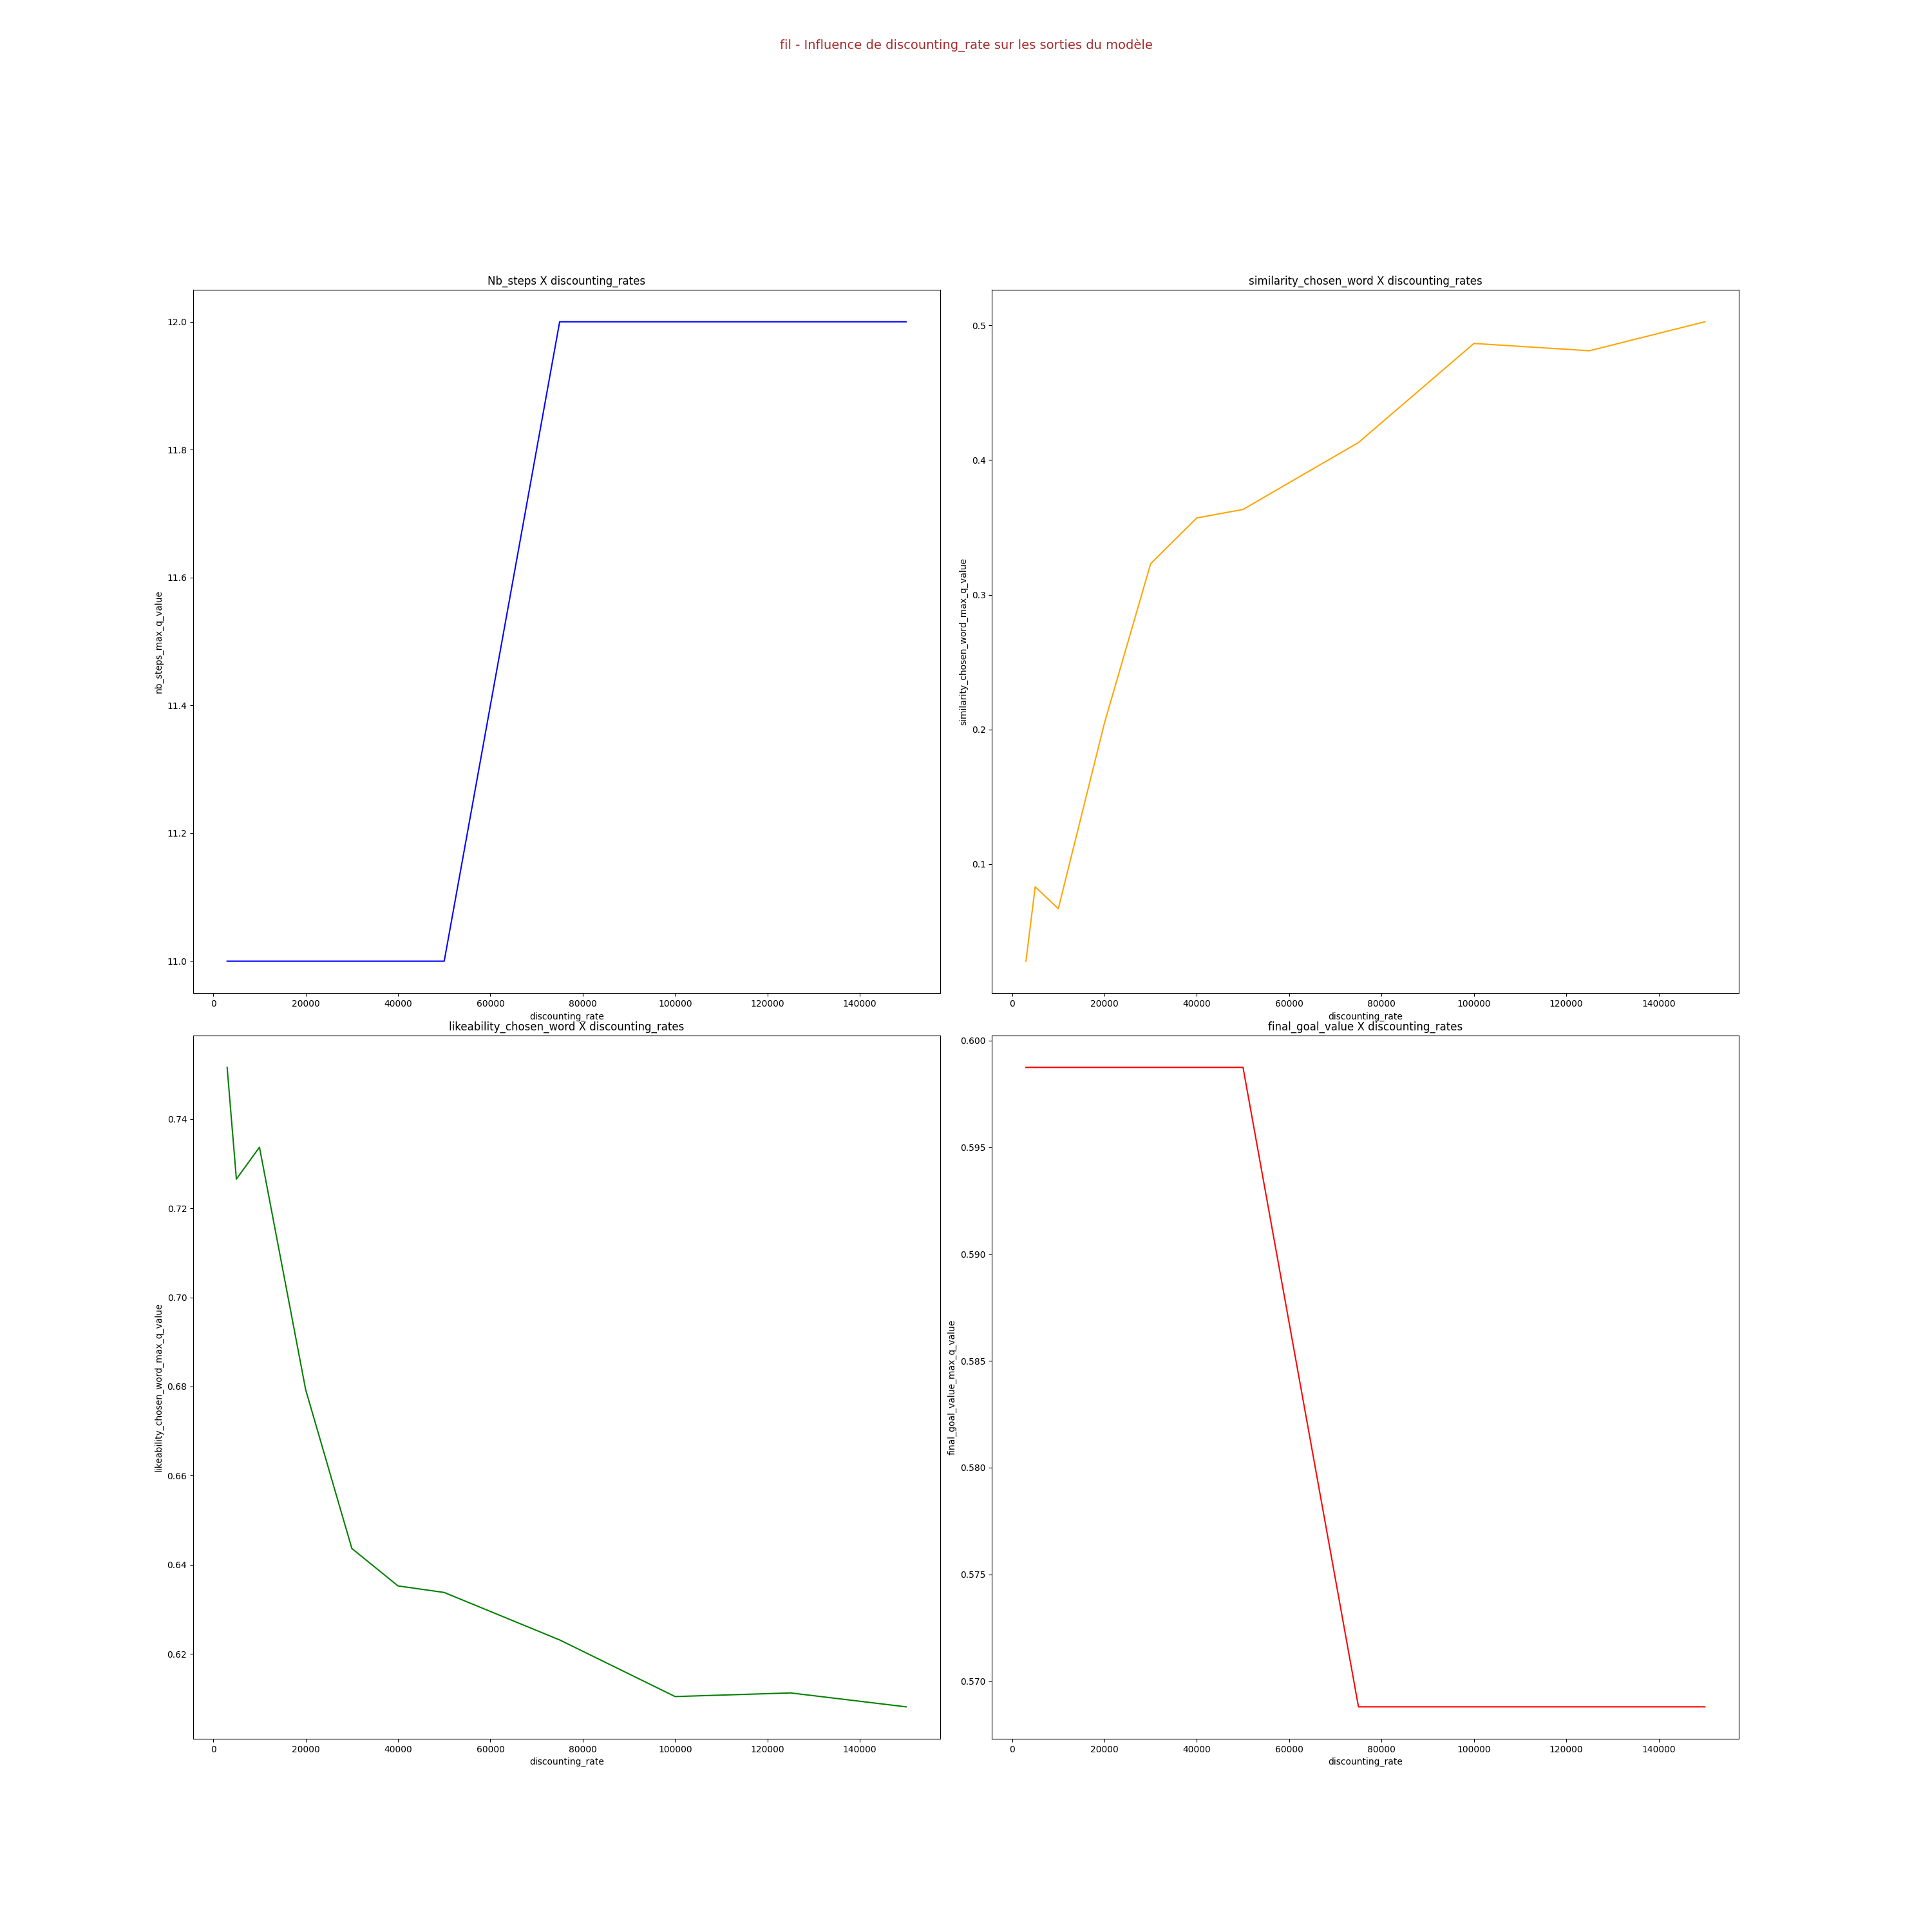 fil - Influence de discounting_rate sur les sorties du modèle
Nb_steps X discounting_rates
nb_steps_max_q_value
12.0
11.8
11.6
11.4
11.2
11.0
0 20000 40000 60000 80000 100000 120000 140000
discounting_rate
similarity_chosen_word X discounting_rates
similarity_chosen_word_max_q_value
0.5
0.4
0.3
0.2
0.1
0 20000 40000 60000 80000 100000 120000 140000
discounting_rate
likeability_chosen_word X discounting_rates
likeability_chosen_word_max_q_value
0.74
0.72
0.70
0.68
0.66
0.64
0.62
0 20000 40000 60000 80000 100000 120000 140000
discounting_rate
final_goal_value X discounting_rates
final_goal_value_max_q_value
0.600
0.595
0.590
0.585
0.580
0.575
0.570
0 20000 40000 60000 80000 100000 120000 140000
discounting_rate